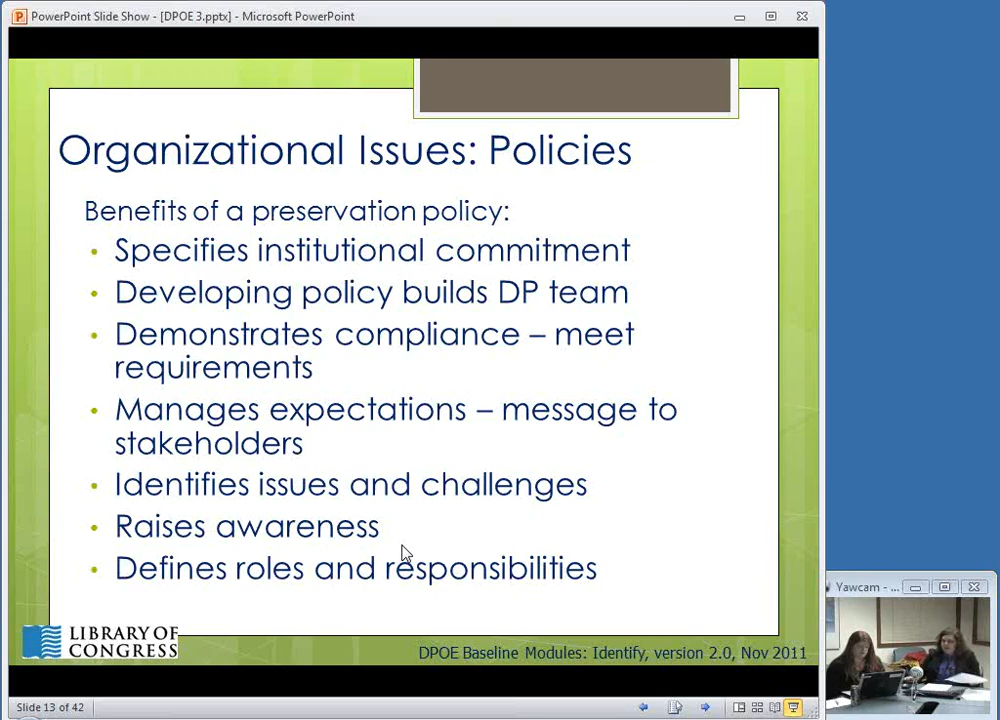 PowerPoint Slide Show - [DPOE 3.pptx] - Microsoft PowerPoint
Organizational Issues: Policies
Benefits of a preservation policy:
• Specifies institutional commitment
• Developing policy builds DP team
• Demonstrates compliance – meet
requirements
• Manages expectations – message to
stakeholders
• Identifies issues and challenges
• Raises awareness
• Defines roles and responsibilities
LIBRARY OF
CONGRESS
DPOE Baseline Modules: Identify, version 2.0, Nov 2011
Slide 13 of 42
Yawcam - ...